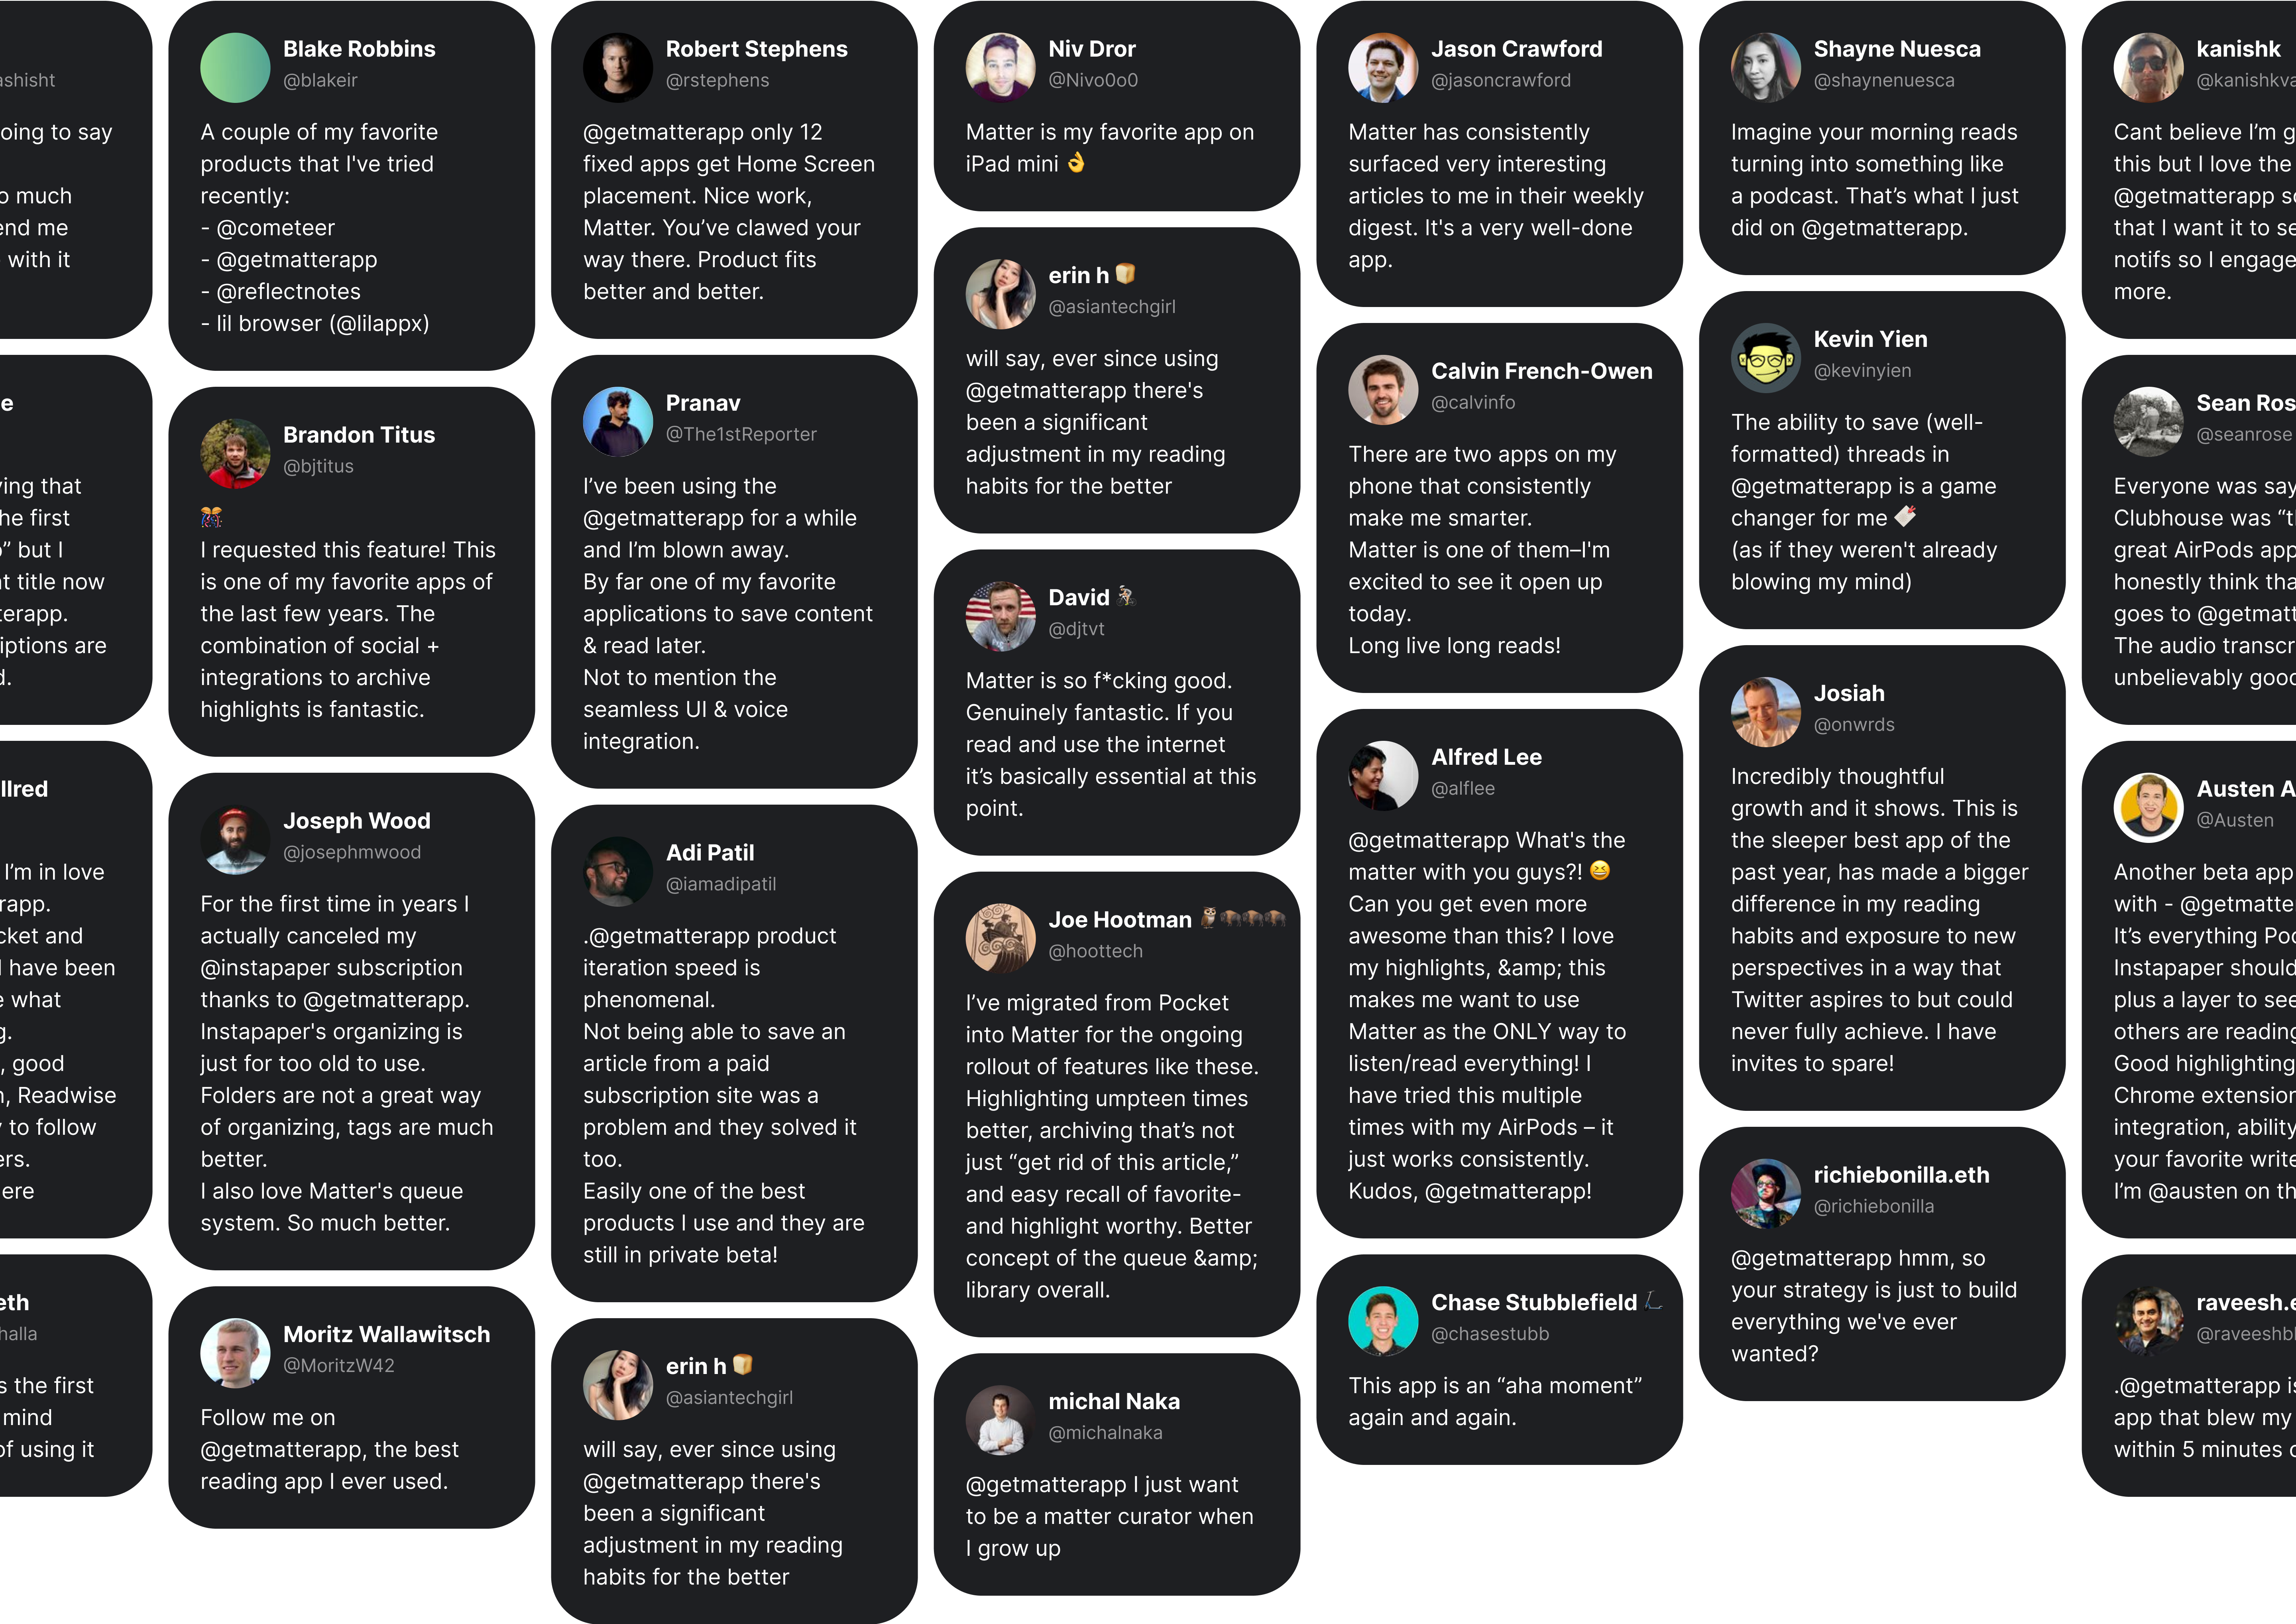 ashisht
oing to say
o much
end me
with it
e
ing that
he first
” but I
t title now
terapp.
iptions are
d.
llred
I’m in love
rapp.
cket and
have been
e what
g.
, good
n, Readwise
to follow
ers.
ere
eth
halla
s the first
mind
of using it
Blake Robbins
@blakeir
A couple of my favorite
products that I've tried
recently:
- @cometeer
- @getmatterapp
- @reflectnotes
- lil browser (@lilappx)
Brandon Titus
@bjtitus
🎊
I requested this feature! This
is one of my favorite apps of
the last few years. The
combination of social +
integrations to archive
highlights is fantastic.
Joseph Wood
@josephmwood
For the first time in years I
actually canceled my
@instapaper subscription
thanks to @getmatterapp.
Instapaper's organizing is
just for too old to use.
Folders are not a great way
of organizing, tags are much
better.
I also love Matter's queue
system. So much better.
Moritz Wallawitsch
@MoritzW42
Follow me on
@getmatterapp, the best
reading app I ever used.
Robert Stephens
@rstephens
@getmatterapp only 12
fixed apps get Home Screen
placement. Nice work,
Matter. You’ve clawed your
way there. Product fits
better and better.
Pranav
@The1stReporter
I’ve been using the
@getmatterapp for a while
and I’m blown away.
By far one of my favorite
applications to save content
& read later.
Not to mention the
seamless UI & voice
integration.
Adi Patil
@iamadipatil
.@getmatterapp product
iteration speed is
phenomenal.
Not being able to save an
article from a paid
subscription site was a
problem and they solved it
too.
Easily one of the best
products I use and they are
still in private beta!
erin h 🍞
@asiantechgirl
will say, ever since using
@getmatterapp there's
been a significant
adjustment in my reading
habits for the better
Niv Dror
@Nivo0o0
Matter is my favorite app on
iPad mini 👌
erin h 🍞
@asiantechgirl
will say, ever since using
@getmatterapp there's
been a significant
adjustment in my reading
habits for the better
David 🚴
@djtvt
Matter is so f*cking good.
Genuinely fantastic. If you
read and use the internet
it’s basically essential at this
point.
Joe Hootman 🦉🦬🦬🦬
@hoottech
I’ve migrated from Pocket
into Matter for the ongoing
rollout of features like these.
Highlighting umpteen times
better, archiving that’s not
just “get rid of this article,”
and easy recall of favorite-
and highlight worthy. Better
concept of the queue &amp;
library overall.
michal Naka
@michalnaka
@getmatterapp I just want
to be a matter curator when
I grow up
Jason Crawford
@jasoncrawford
Matter has consistently
surfaced very interesting
articles to me in their weekly
digest. It's a very well-done
app.
Calvin French-Owen
@calvinfo
There are two apps on my
phone that consistently
make me smarter.
Matter is one of them–I'm
excited to see it open up
today.
Long live long reads!
Alfred Lee
@alflee
@getmatterapp What's the
matter with you guys?! 😆
Can you get even more
awesome than this? I love
my highlights, &amp; this
makes me want to use
Matter as the ONLY way to
listen/read everything! I
have tried this multiple
times with my AirPods – it
just works consistently.
Kudos, @getmatterapp!
Chase Stubblefield 🛴
@chasestubb
This app is an “aha moment”
again and again.
Shayne Nuesca
@shaynenuesca
Imagine your morning reads
turning into something like
a podcast. That’s what I just
did on @getmatterapp.
Kevin Yien
@kevinyien
The ability to save (well-
formatted) threads in
@getmatterapp is a game
changer for me 🔖
(as if they weren't already
blowing my mind)
Josiah
@onwrds
Incredibly thoughtful
growth and it shows. This is
the sleeper best app of the
past year, has made a bigger
difference in my reading
habits and exposure to new
perspectives in a way that
Twitter aspires to but could
never fully achieve. I have
invites to spare!
richiebonilla.eth
@richiebonilla
@getmatterapp hmm, so
your strategy is just to build
everything we've ever
wanted?
kanishk
@kanishkva
Cant believe I’m g
this but I love the
@getmatterapp so
that I want it to se
notifs so I engage
more.
Sean Ros
@seanrose
Everyone was say
Clubhouse was “t
great AirPods app
honestly think tha
goes to @getmatt
The audio transcr
unbelievably good
Austen A
@Austen
Another beta app
with - @getmatte
It’s everything Poc
Instapaper should
plus a layer to see
others are reading
Good highlighting
Chrome extension
integration, ability
your favorite write
I’m @austen on th
raveesh.e
@raveeshbh
.@getmatterapp is
app that blew my
within 5 minutes o